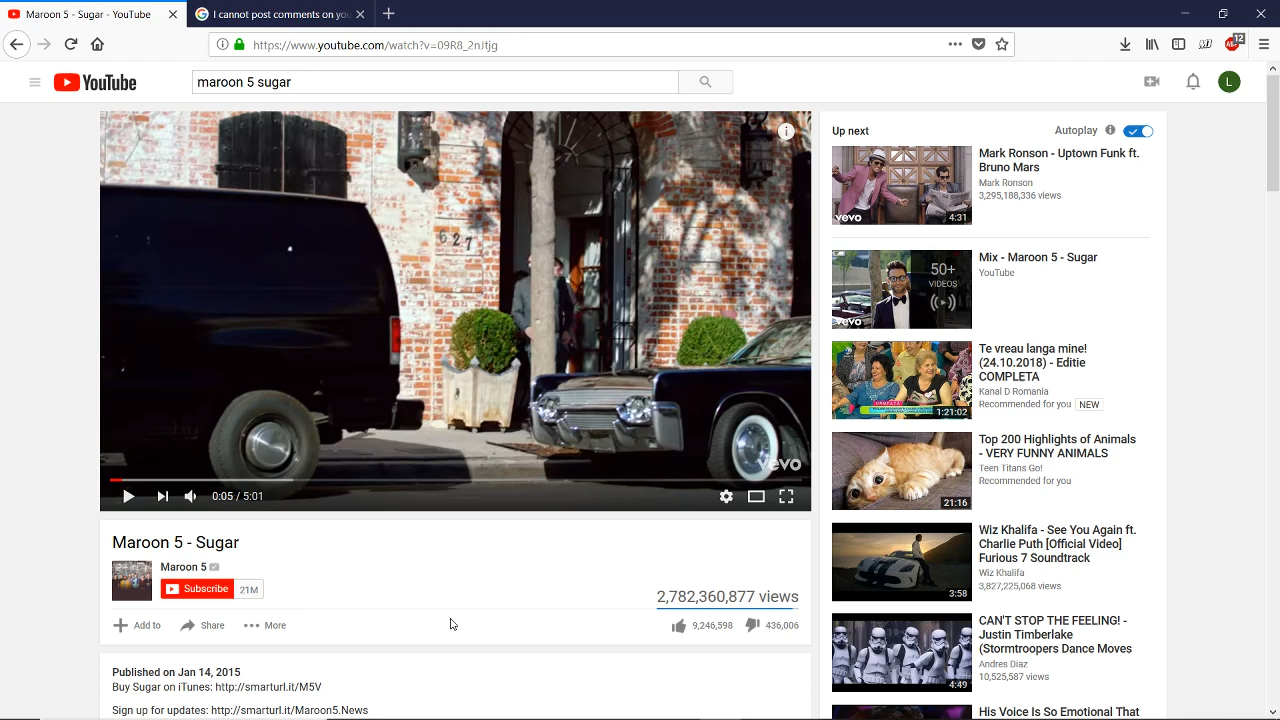 Maroon 5 - Sugar - YouTube
I cannot post comments on you
https://www.youtube.com/watch?v=09R8_2nJtjg
12
YouTube
maroon 5 sugar
L
627
vevo
0:05 / 5:01
Maroon 5 - Sugar
Maroon 5
Subscribe 21M
2,782,360,877 views
Add to Share More
9,246,598 436,006
Published on Jan 14, 2015
Buy Sugar on iTunes: http://smarturl.it/M5V
Sign up for updates: http://smarturl.it/Maroon5.News
Up next
Autoplay
vevo
4:31
Mark Ronson - Uptown Funk ft.
Bruno Mars
Mark Ronson
3,295,188,336 views
50+
VIDEOS
vevo
Mix - Maroon 5 - Sugar
YouTube
1:21:02
Te vreau langa mine!
(24.10.2018) - Editie
COMPLETA
Kanal D Romania
Recommended for you NEW
21:16
Top 200 Highlights of Animals
- VERY FUNNY ANIMALS
Teen Titans Go!
Recommended for you
3:58
Wiz Khalifa - See You Again ft.
Charlie Puth [Official Video]
Furious 7 Soundtrack
Wiz Khalifa
3,827,225,068 views
4:49
CAN'T STOP THE FEELING! -
Justin Timberlake
(Stormtroopers Dance Moves
Andres Diaz
10,525,587 views
His Voice Is So Emotional That